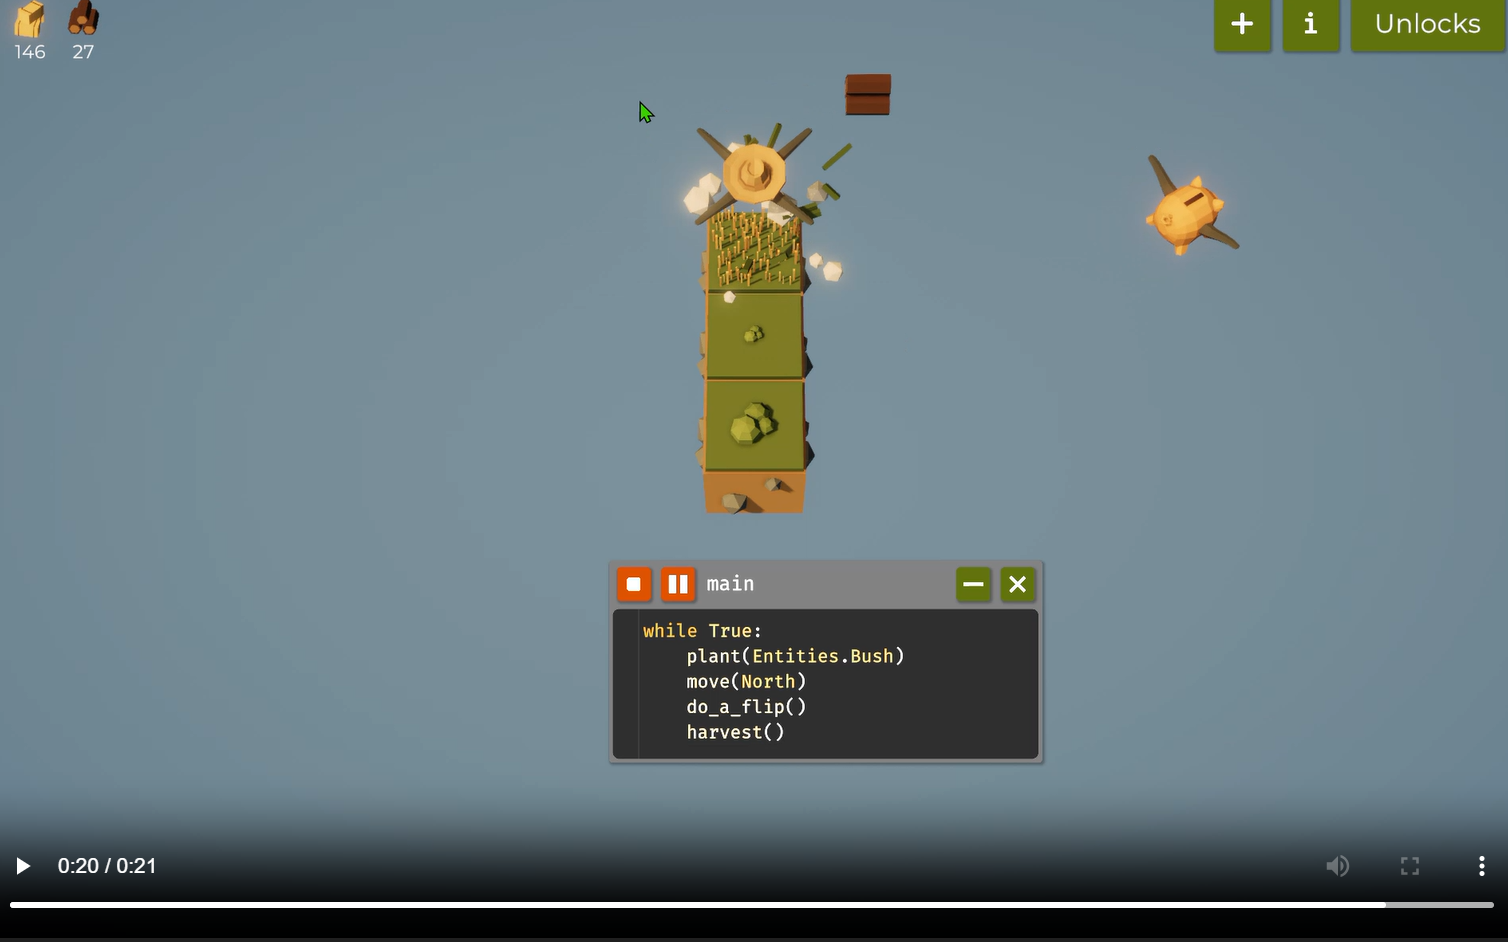 146 27
+ i Unlocks
main
while True:
    plant(Entities.Bush)
    move(North)
    do_a_flip()
    harvest()
0:20 / 0:21